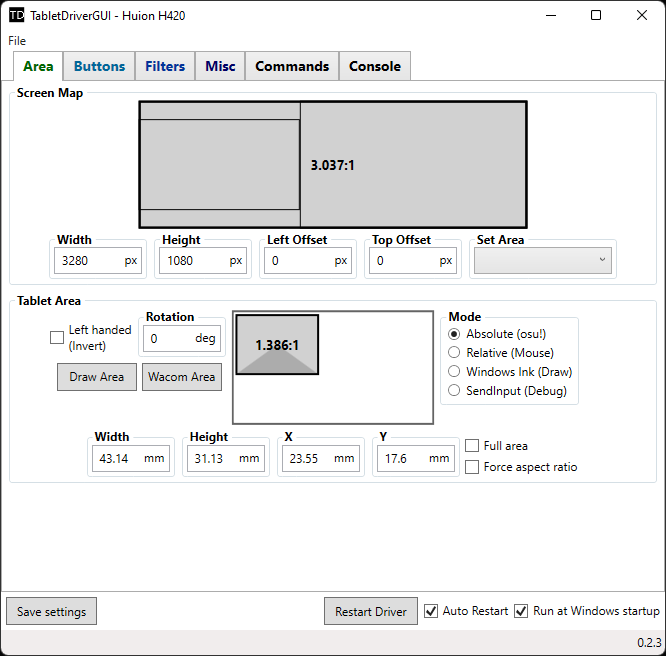 TD TabletDriverGUI - Huion H420
File
Area Buttons Filters Misc Commands Console
Screen Map
3.037:1
Width Height Left Offset Top Offset Set Area
3280 px 1080 px 0 px 0 px
Tablet Area
Left handed
(Invert)
Rotation
0 deg
Draw Area Wacom Area
1.386:1
Mode
Absolute (osu!)
Relative (Mouse)
Windows Ink (Draw)
SendInput (Debug)
Width Height X Y
43.14 mm 31.13 mm 23.55 mm 17.6 mm
Full area
Force aspect ratio
Save settings Restart Driver Auto Restart Run at Windows startup
0.2.3